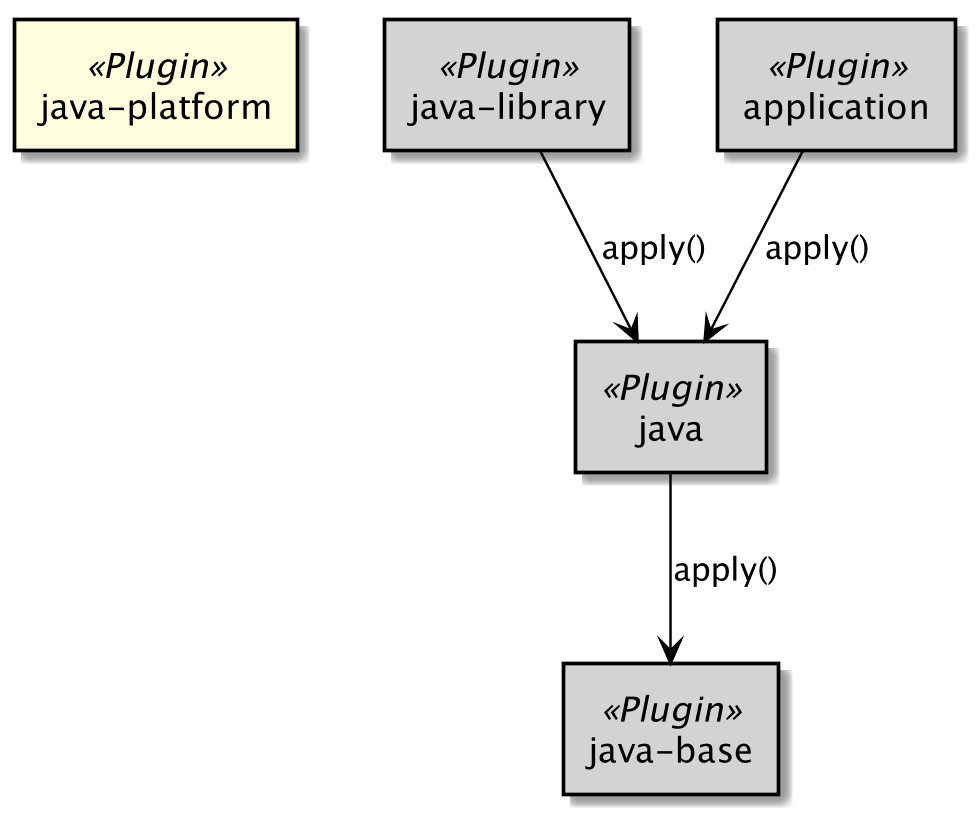 «Plugin»
java-platform
«Plugin»
java-library
«Plugin»
application
apply()
apply()
«Plugin»
java
apply()
«Plugin»
java-base